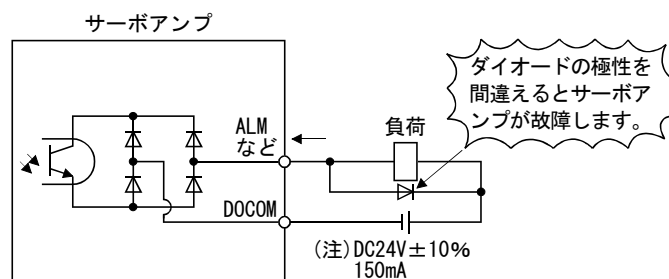 サーボアンプ
ALM
など
負荷
ダイオードの極性を
間違えるとサーボア
ンプが故障します。
DOCOM
(注)DC24V±10%
150mA